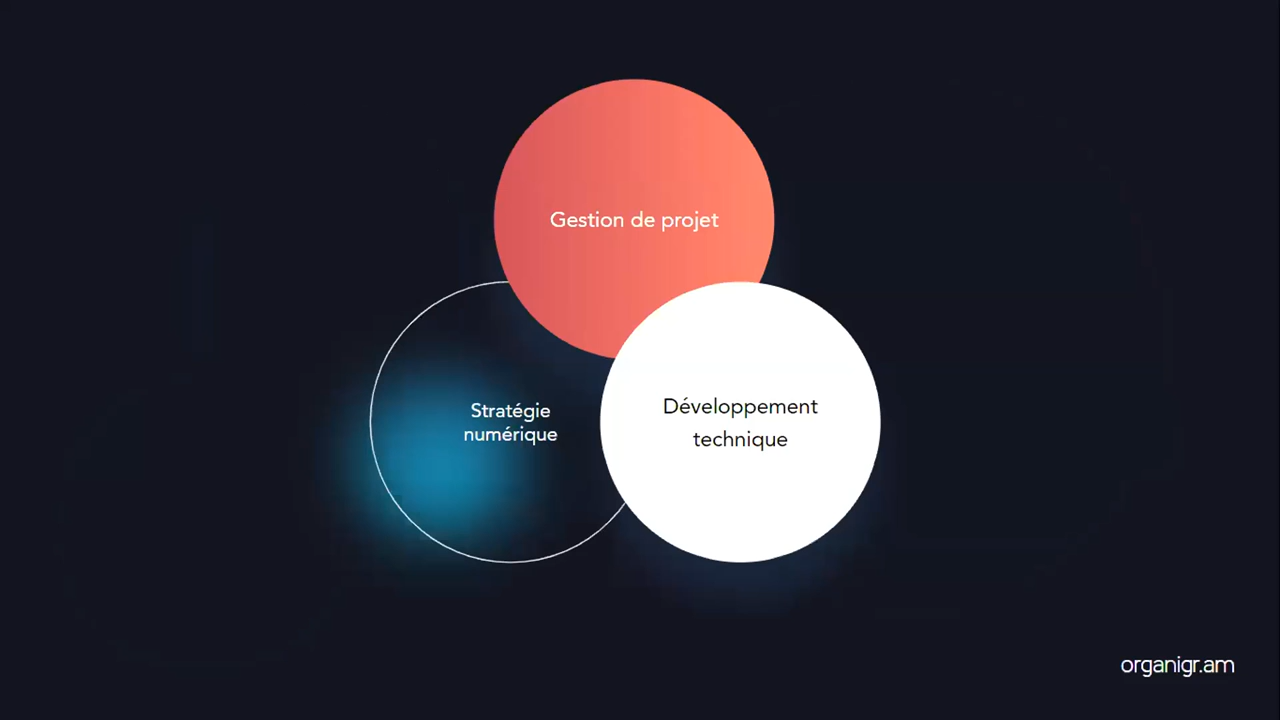 Gestion de projet
Stratégie
numérique
Développement
technique
organigr.am